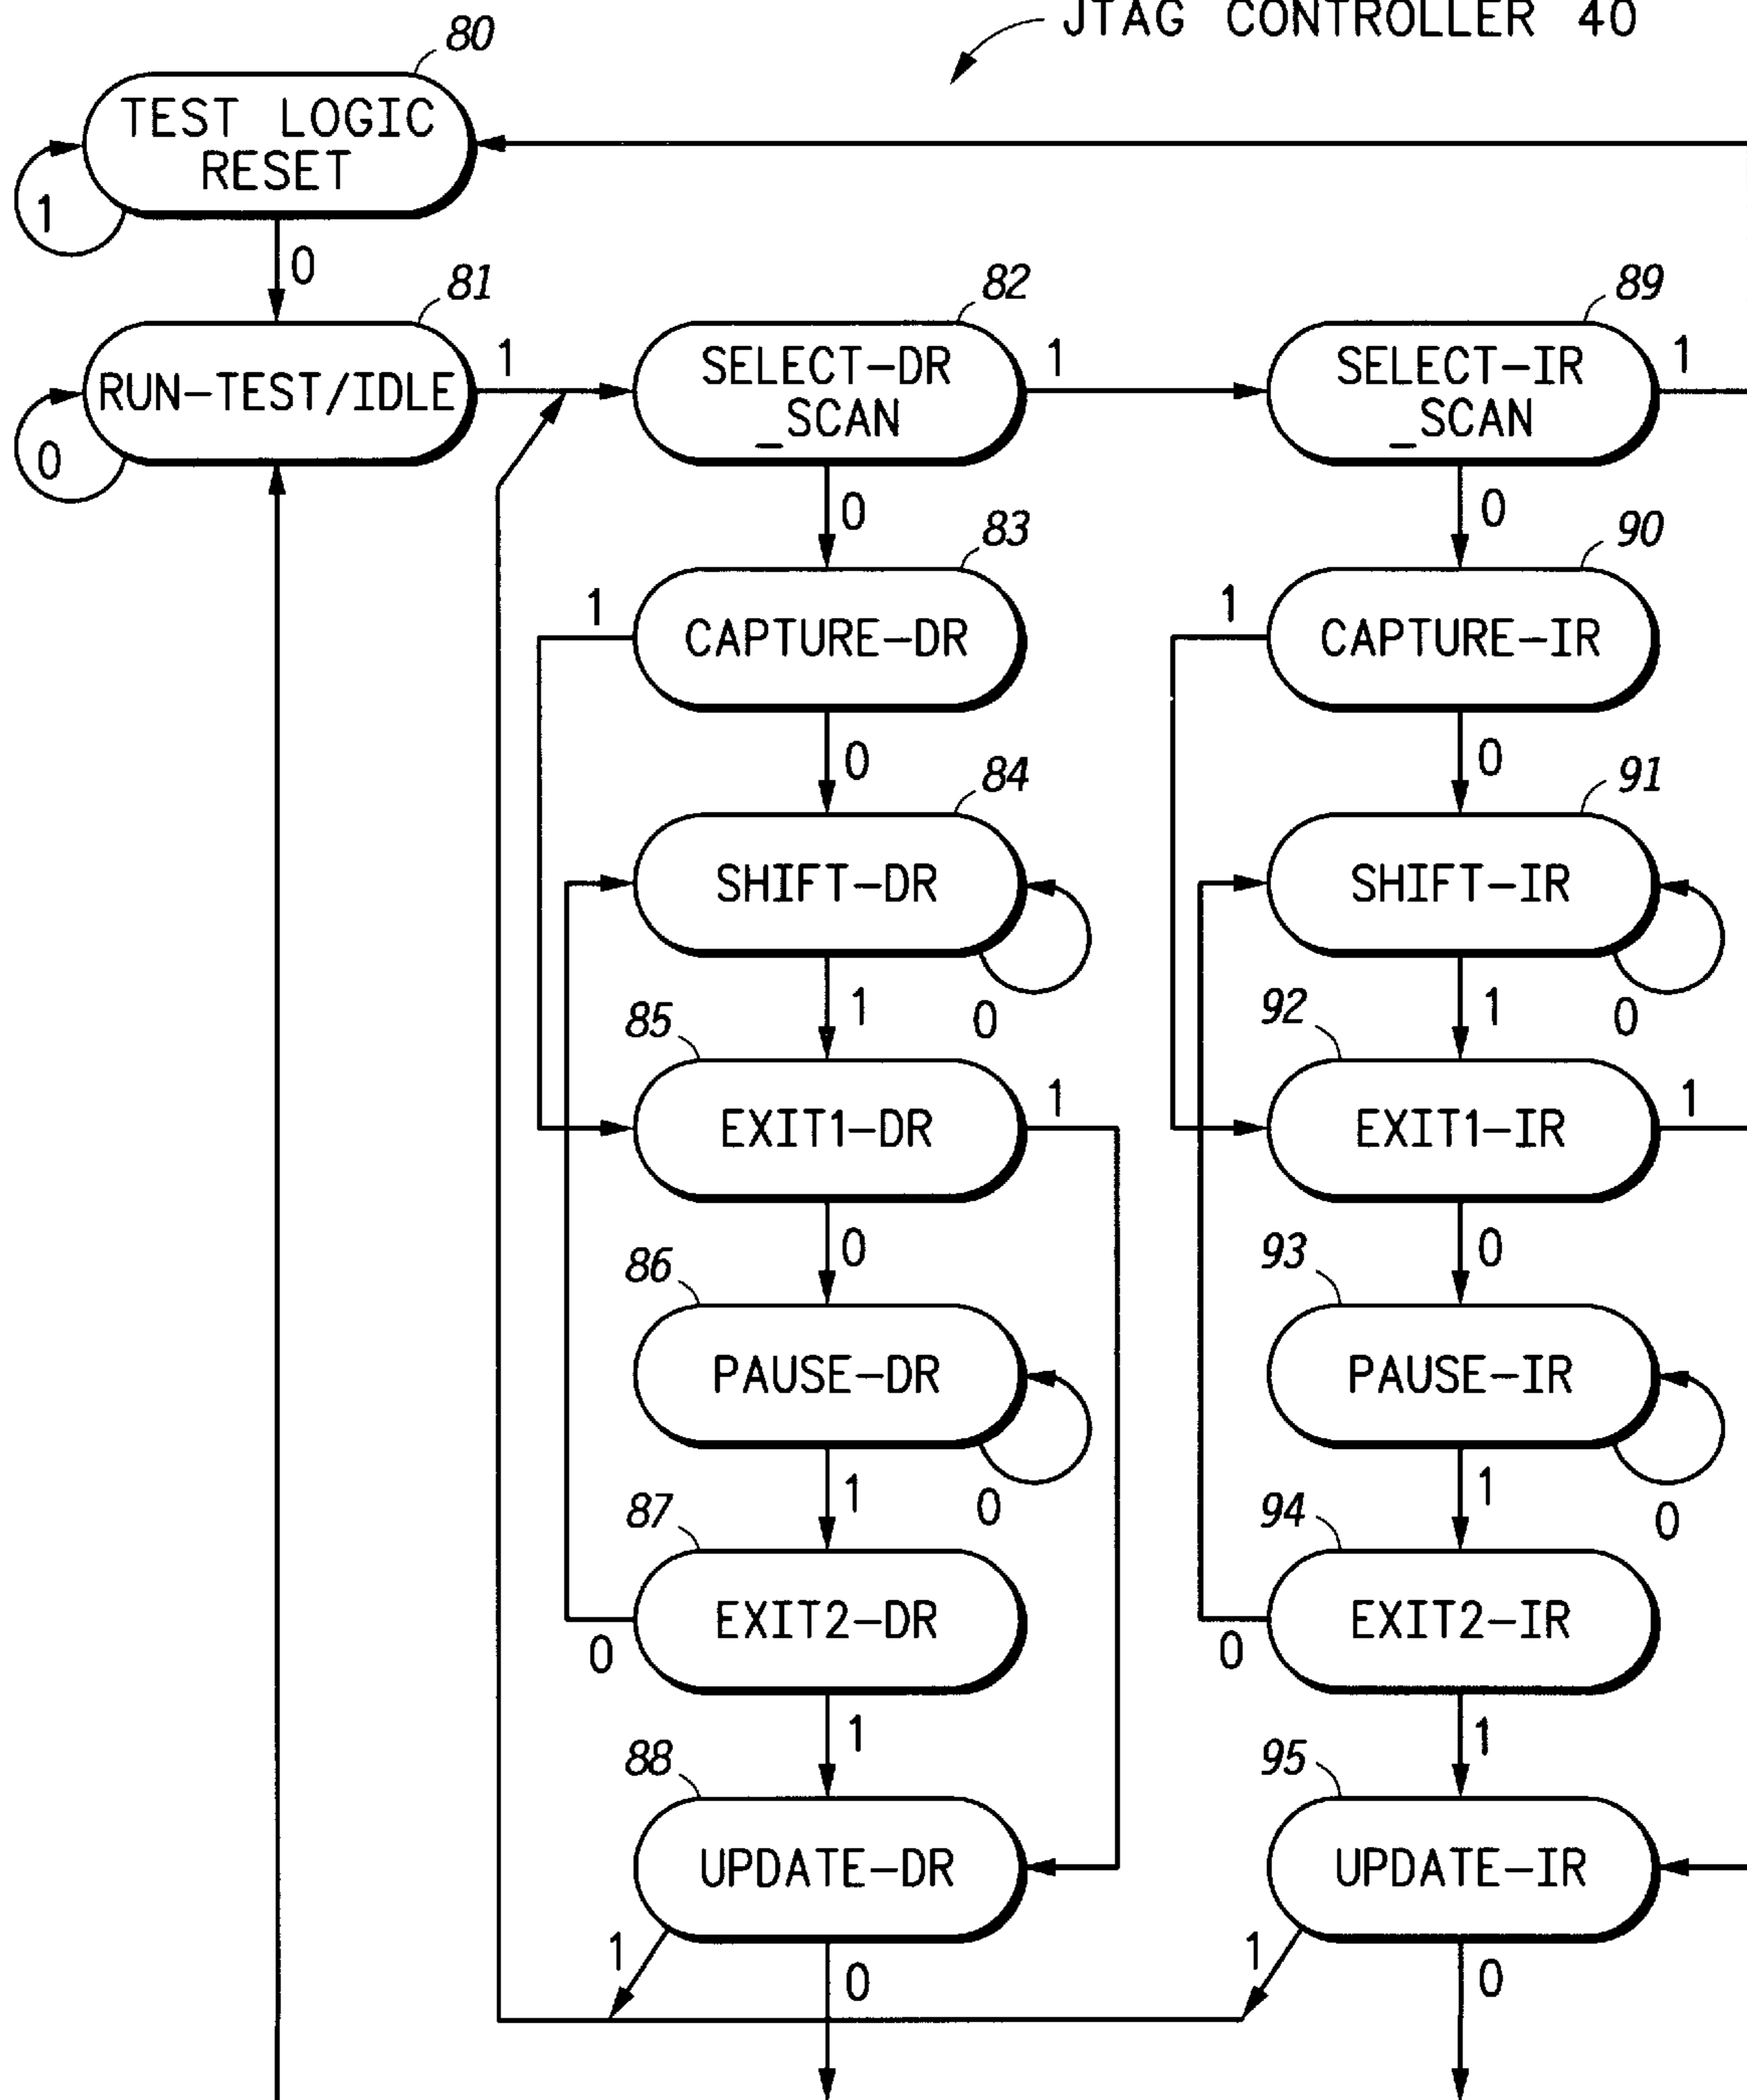 JTAG CONTROLLER 40
80
TEST LOGIC
RESET
1
0
81
RUN-TEST/IDLE
1
0
82
SELECT-DR
_SCAN
1
0
89
SELECT-IR
_SCAN
1
0
83
CAPTURE-DR
1
0
90
CAPTURE-IR
1
0
84
SHIFT-DR
1
0
91
SHIFT-IR
1
0
85
EXIT1-DR
1
0
92
EXIT1-IR
1
0
86
PAUSE-DR
1
0
93
PAUSE-IR
1
0
87
EXIT2-DR
0
1
94
EXIT2-IR
0
1
88
UPDATE-DR
1
0
95
UPDATE-IR
1
0